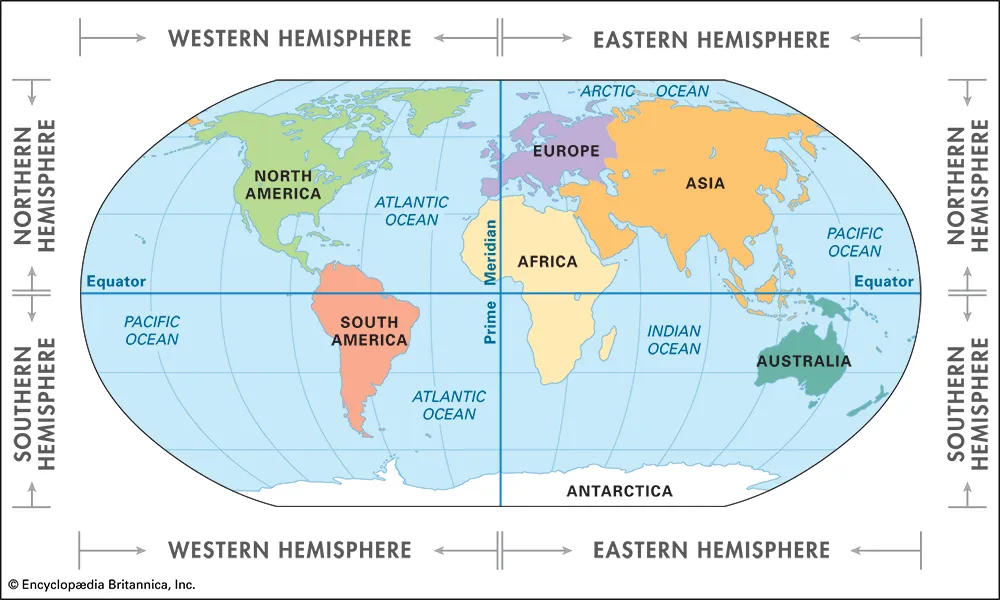 WESTERN HEMISPHERE
EASTERN HEMISPHERE
NORTHERN
HEMISPHERE
SOUTHERN
HEMISPHERE
ARCTIC OCEAN
EUROPE
NORTH
AMERICA
ASIA
ATLANTIC
OCEAN
PACIFIC
OCEAN
AFRICA
Prime Meridian
Equator
Equator
PACIFIC
OCEAN
SOUTH
AMERICA
INDIAN
OCEAN
AUSTRALIA
ATLANTIC
OCEAN
ANTARCTICA
NORTHERN
HEMISPHERE
SOUTHERN
HEMISPHERE
WESTERN HEMISPHERE
EASTERN HEMISPHERE
© Encyclopædia Britannica, Inc.